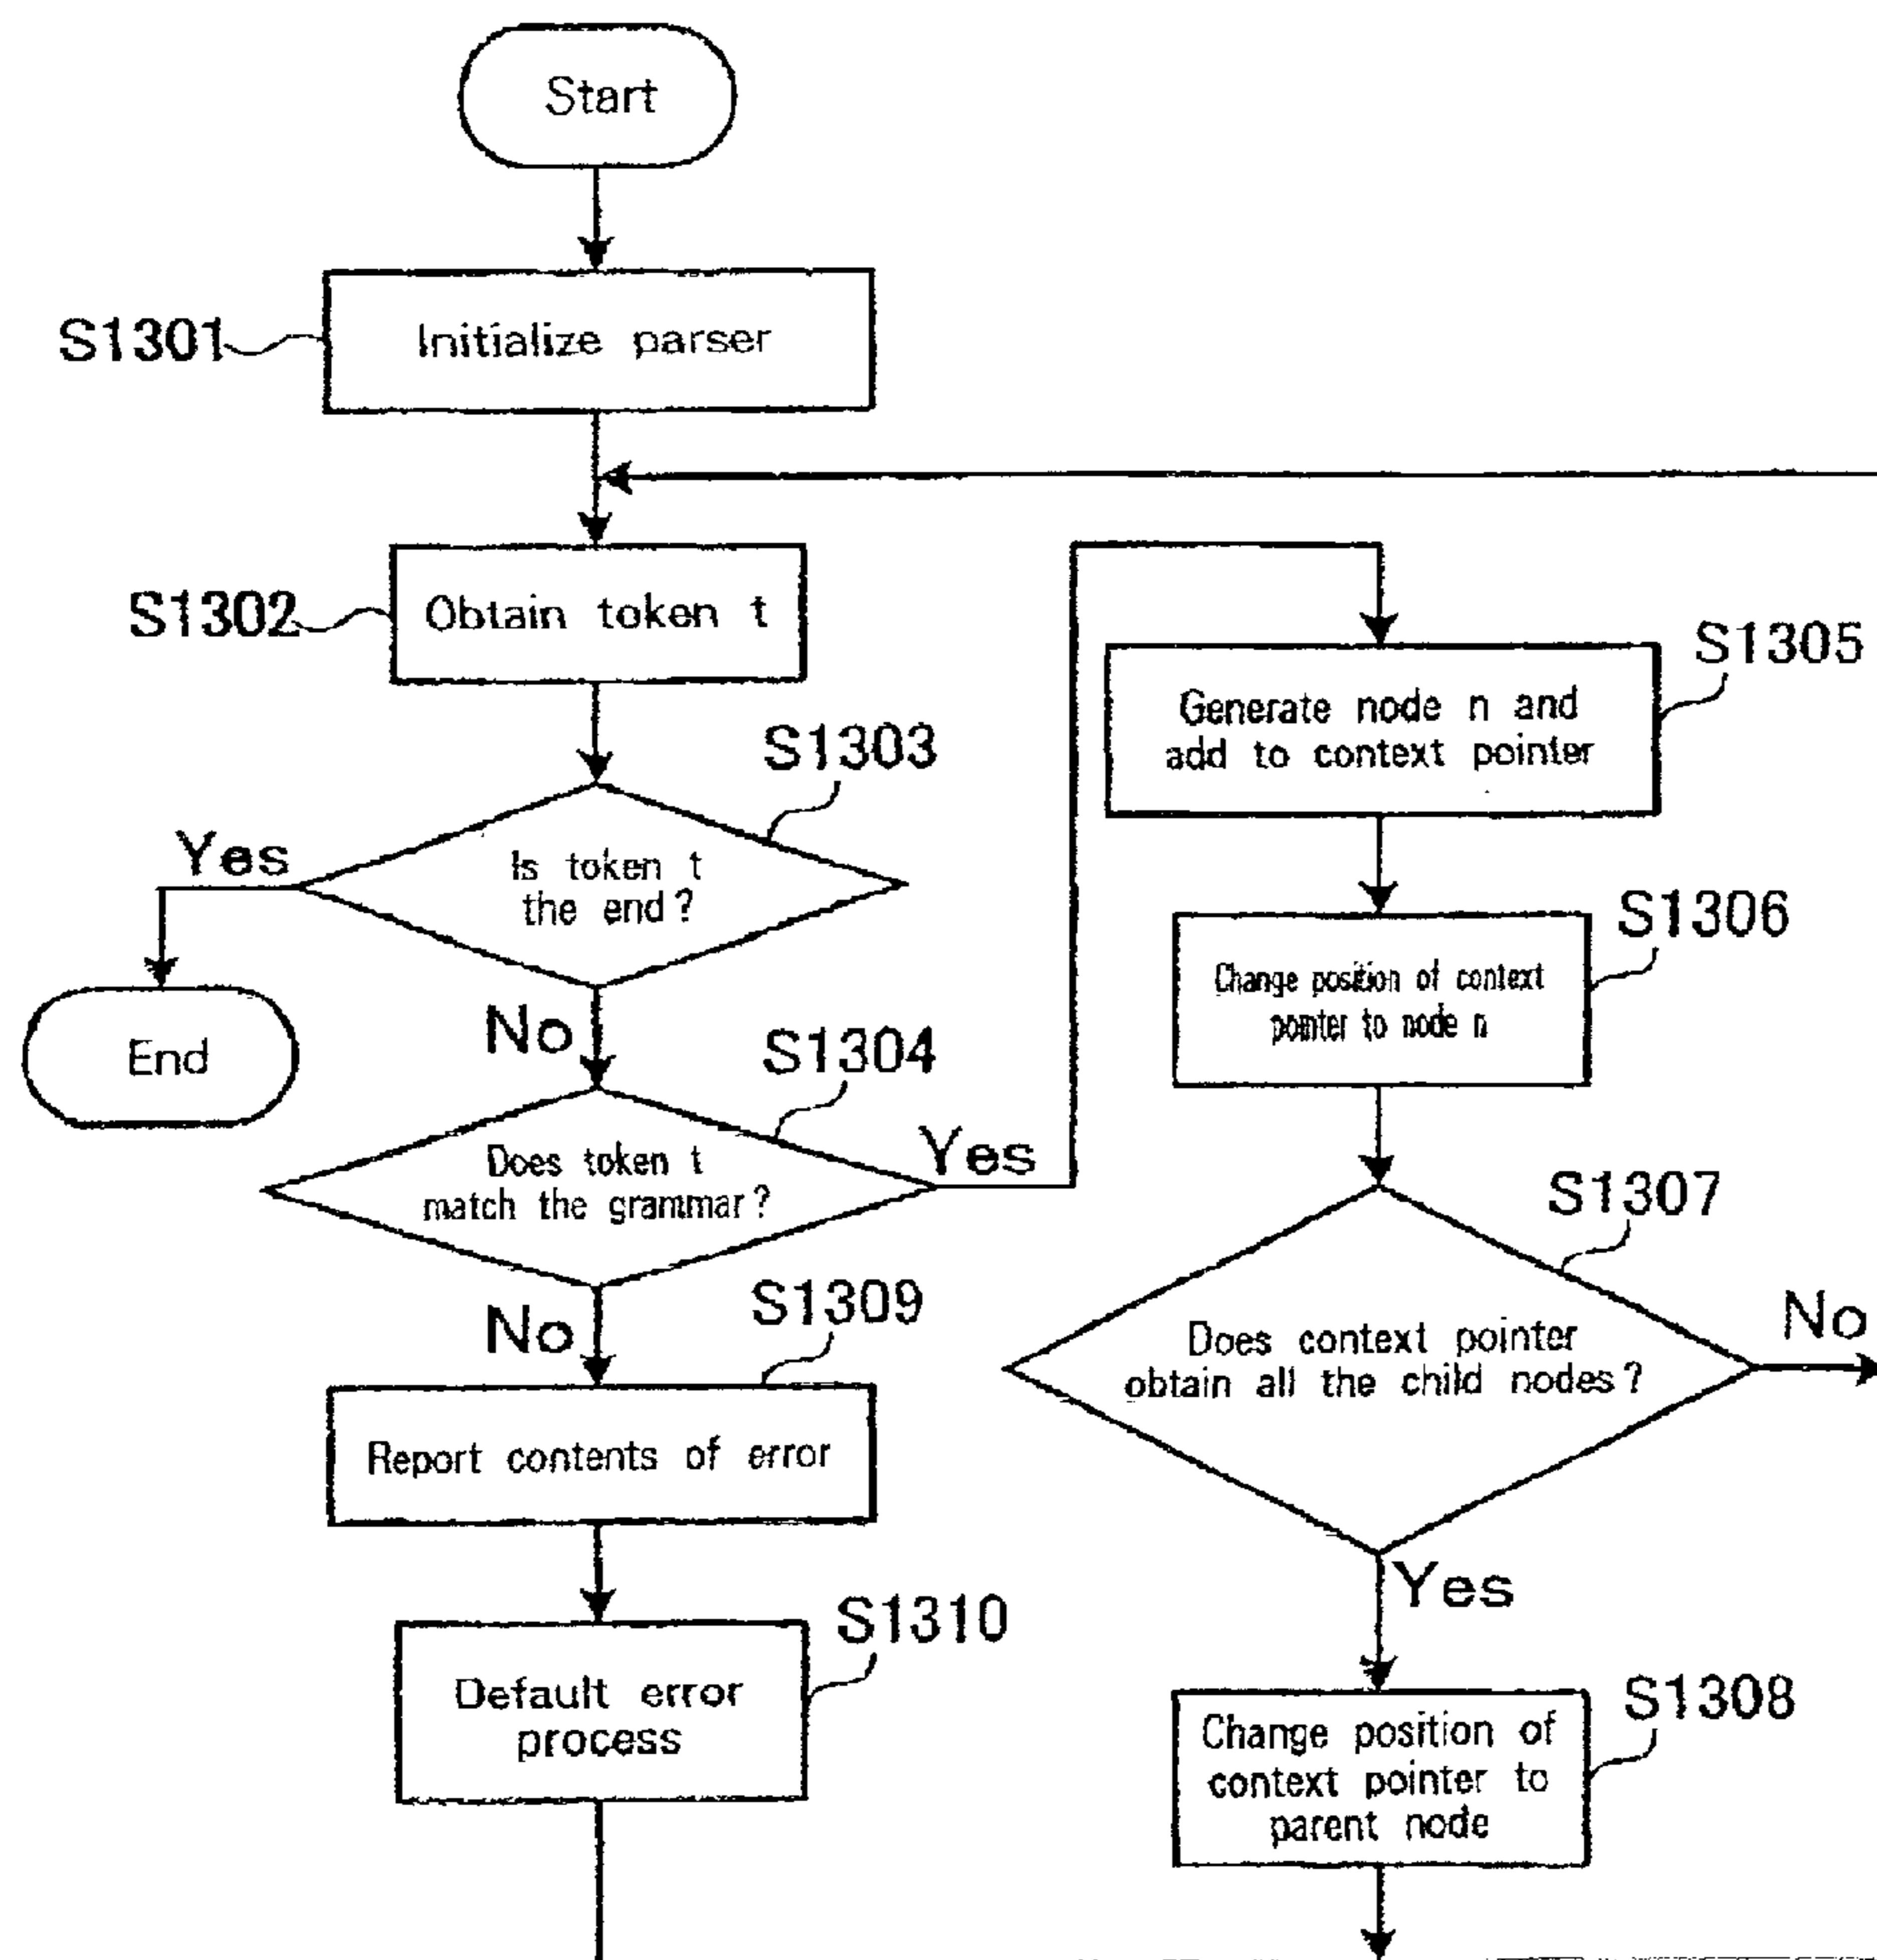 Start
S1301
Initialize parser
S1302
Obtain token t
S1303
Yes
Is token t
the end?
End
No
S1304
Does token t
match the grammar?
Yes
No
S1309
Report contents of error
S1310
Default error
process
S1305
Generate node n and
add to context pointer
S1306
Change position of context
pointer to node n
S1307
Does context pointer
obtain all the child nodes?
No
Yes
S1308
Change position of
context pointer to
parent node